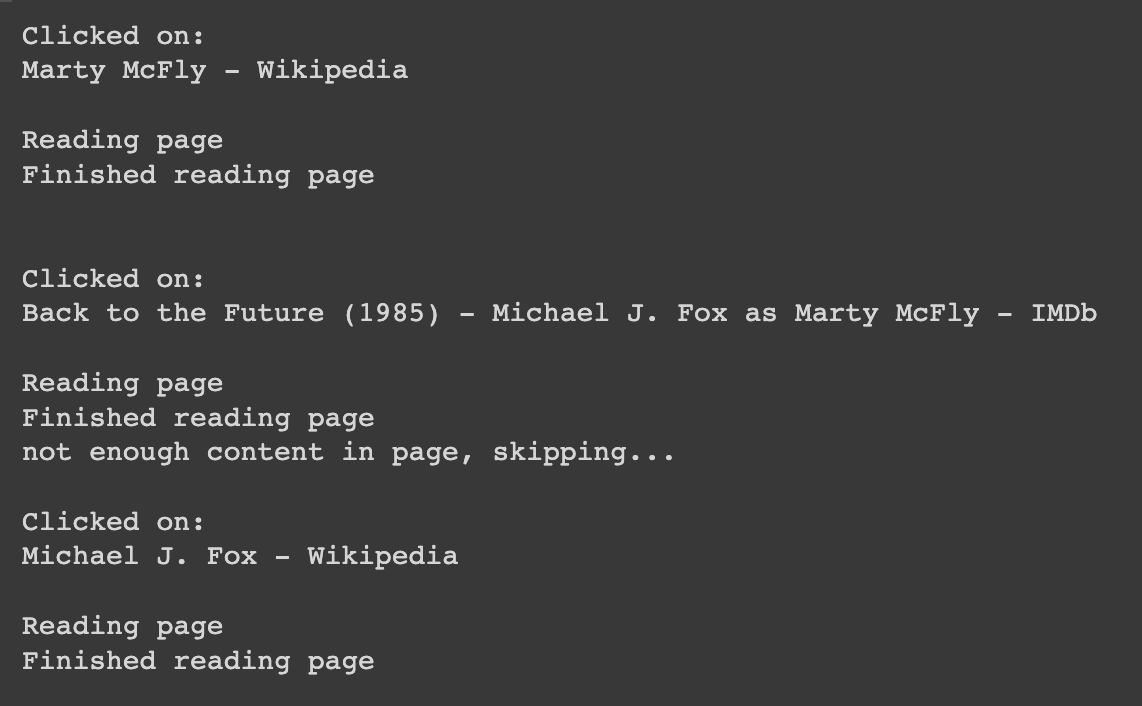 Clicked on:
Marty McFly – Wikipedia
Reading page
Finished reading page
Clicked on:
Back to the Future (1985) – Michael J. Fox as Marty McFly – IMDb
Reading page
Finished reading page
not enough content in page, skipping...
Clicked on:
Michael J. Fox – Wikipedia
Reading page
Finished reading page